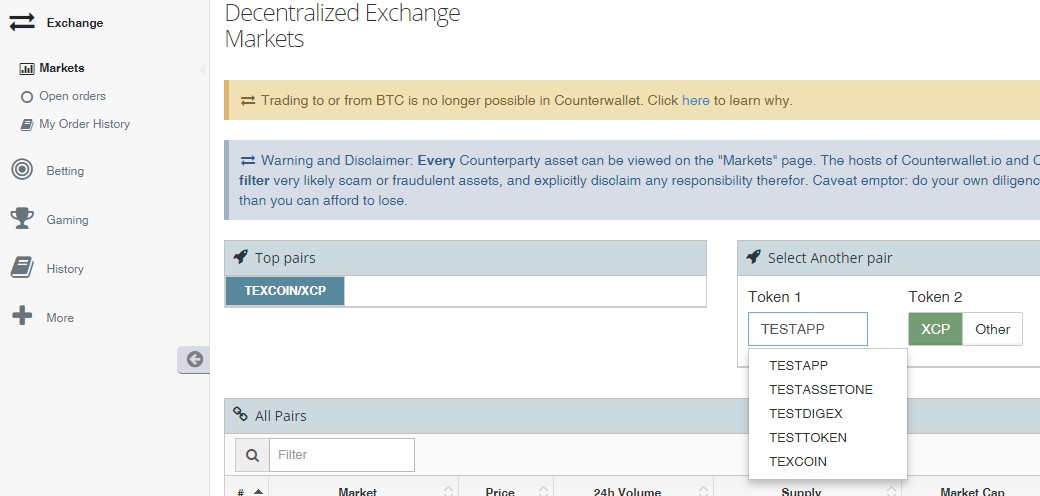 Exchange
Markets
Open orders
My Order History
Betting
Gaming
History
More
Decentralized Exchange
Markets
Trading to or from BTC is no longer possible in Counterwallet. Click here to learn why.
Warning and Disclaimer: Every Counterparty asset can be viewed on the "Markets" page. The hosts of Counterwallet.io and
filter very likely scam or fraudulent assets, and explicitly disclaim any responsibility therefor. Caveat emptor: do your own
than you can afford to lose.
Top pairs
TEXCOIN/XCP
Select Another pair
Token 1
Token 2
TESTAPP
XCP
Other
TESTAPP
TESTASSETONE
TESTDIGEX
TESTTOKEN
TEXCOIN
All Pairs
Filter
# Market Price 24h Volume Supply Market Cap